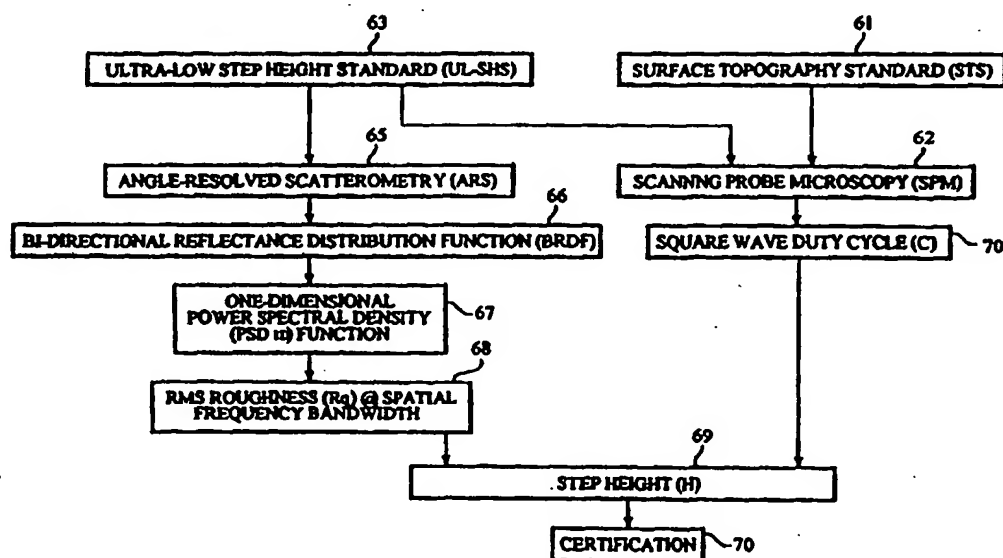 63
61
ULTRA-LOW STEP HEIGHT STANDARD (UL-SHS)
SURFACE TOPOGRAPHY STANDARD (STS)
65
62
ANGLE-RESOLVED SCATTEROMETRY (ARS)
SCANNNG PROBE MICROSCOPY (SPM)
66
BI-DIRECTIONAL REFLECTANCE DISTRIBUTION FUNCTION (BRDF)
SQUARE WAVE DUTY CYCLE (C)
70
ONE-DIMENSIONAL
POWER SPECTRAL DENSITY
(PSD) FUNCTION
67
68
RMS ROUGHNESS (Rq) @ SPATIAL
FREQUENCY BANDWIDTH
69
STEP HEIGHT (H)
CERTIFICATION
70